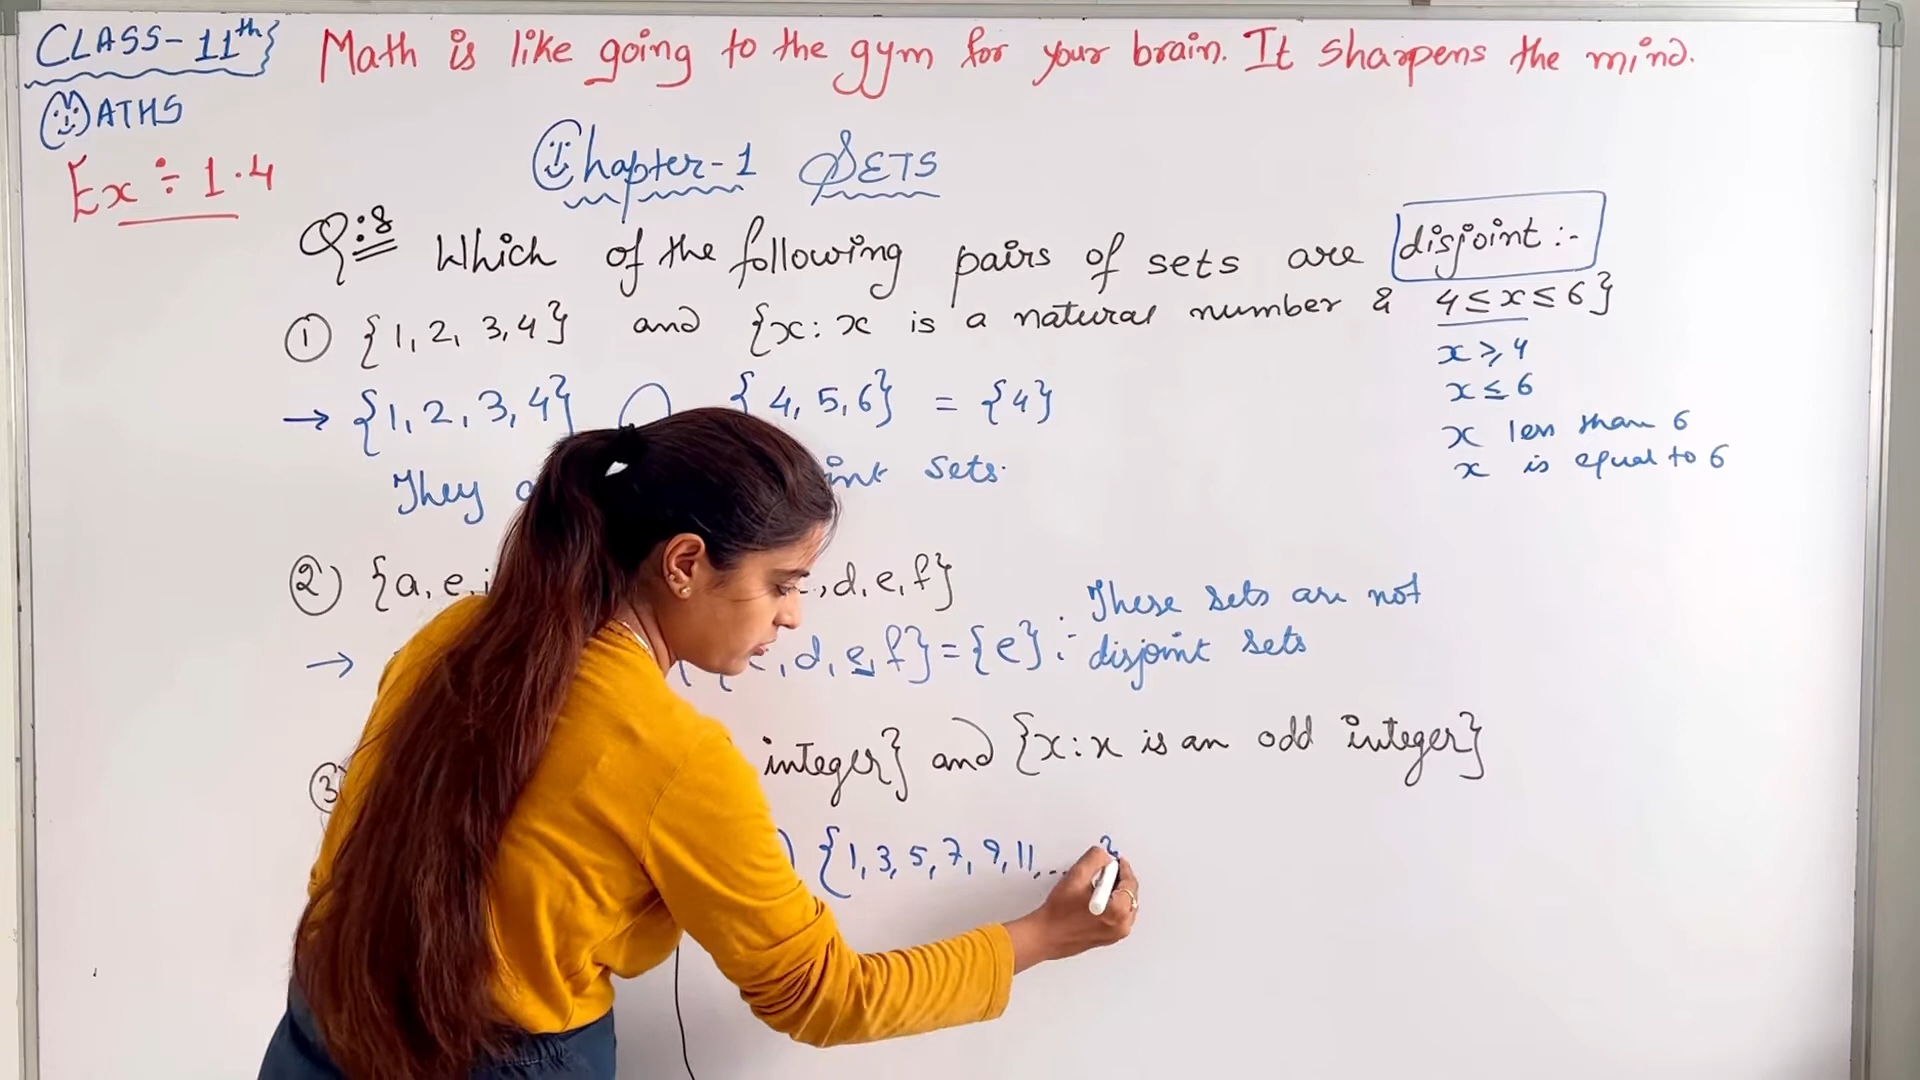 CLASS-11th} Math is like going to the gym for your brain. It sharpens the mind.
MATHS
Ex ÷ 1.4
Chapter-1 SETS
Q:8 Which of the following pairs of sets are disjoint :-
① {1, 2, 3, 4} and {x : x is a natural number & 4 ≤ x ≤ 6}
x ≥ 4
→ {1, 2, 3, 4} ∩ {4, 5, 6} = {4}
x ≤ 6
x less than 6
x is equal to 6
They sets.
② {a, e, i , d, e, f}
These sets are not
→ , d, e, f} = {e} ∴ disjoint sets
③ integer} and {x : x is an odd integer}
{1, 3, 5, 7, 9, 11, ... }